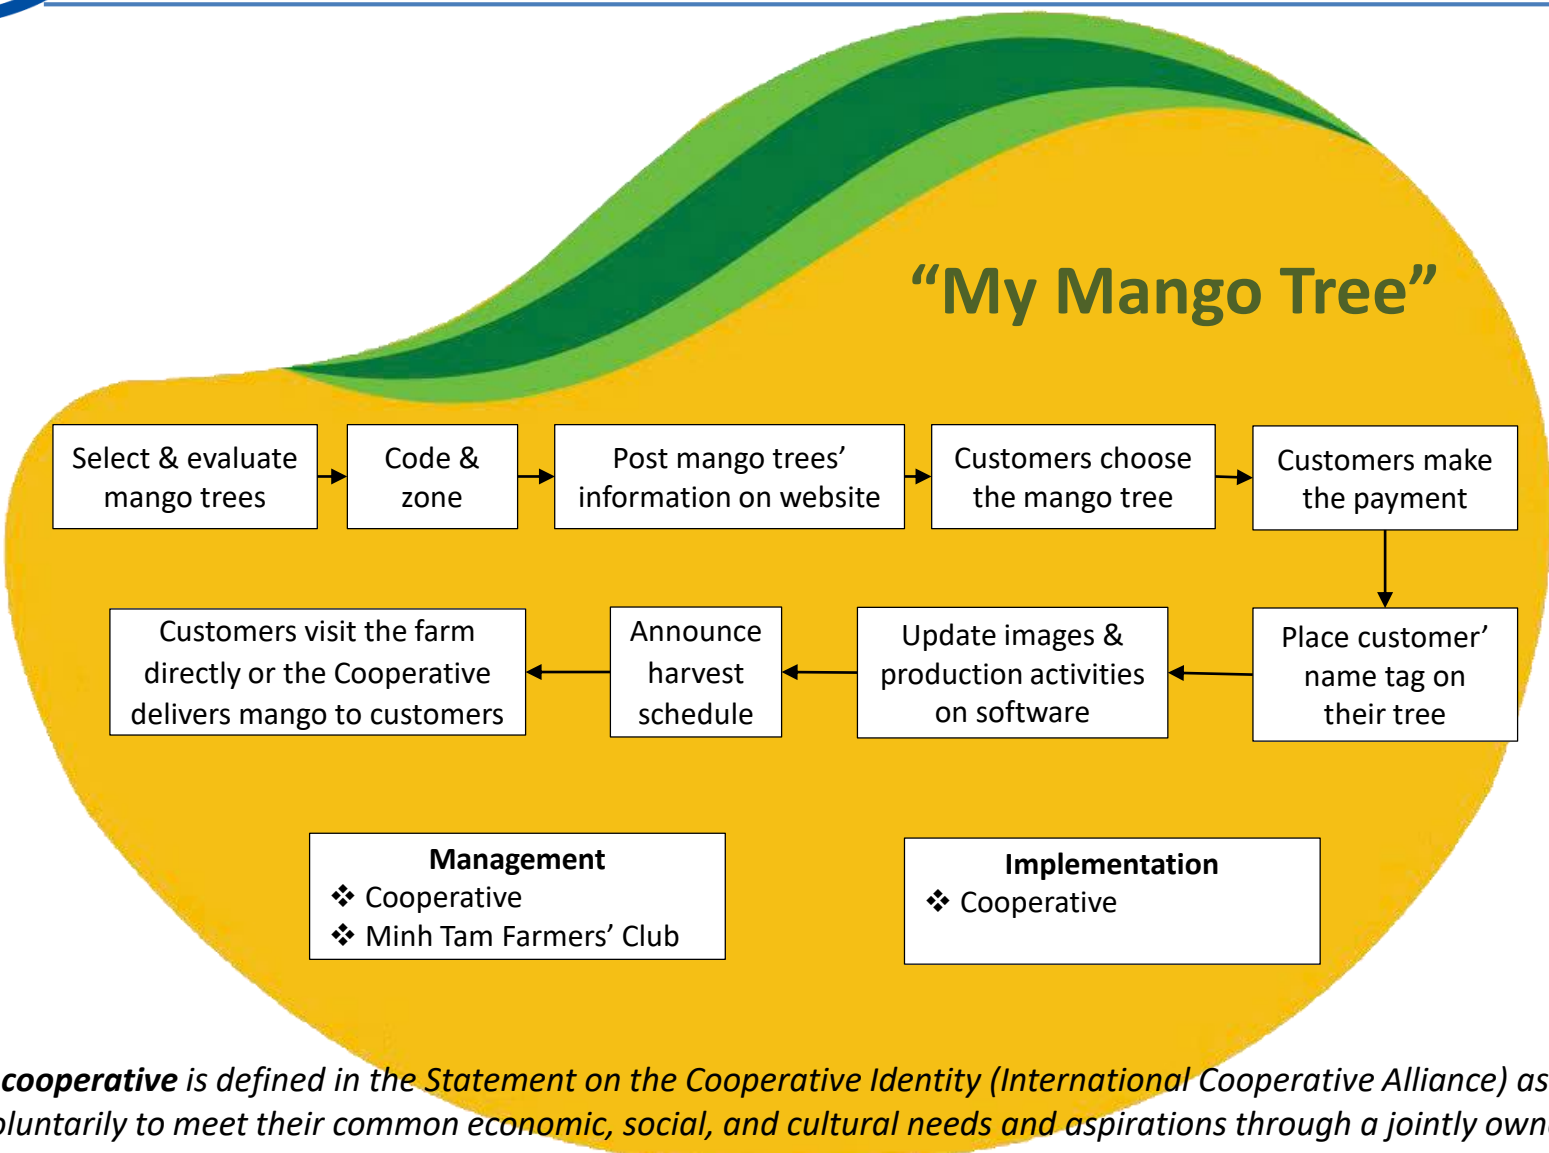 “My Mango Tree”
Select & evaluate
mango trees
Code &
zone
Post mango trees’
information on website
Customers choose
the mango tree
Customers make
the payment
Place customer’
name tag on
their tree
Update images &
production activities
on software
Announce
harvest
schedule
Customers visit the farm
directly or the Cooperative
delivers mango to customers
Management
❖ Cooperative
❖ Minh Tam Farmers’ Club
Implementation
❖ Cooperative
cooperative is defined in the Statement on the Cooperative Identity (International Cooperative Alliance) as
to meet their common economic, social, and cultural needs and aspirations through a jointly